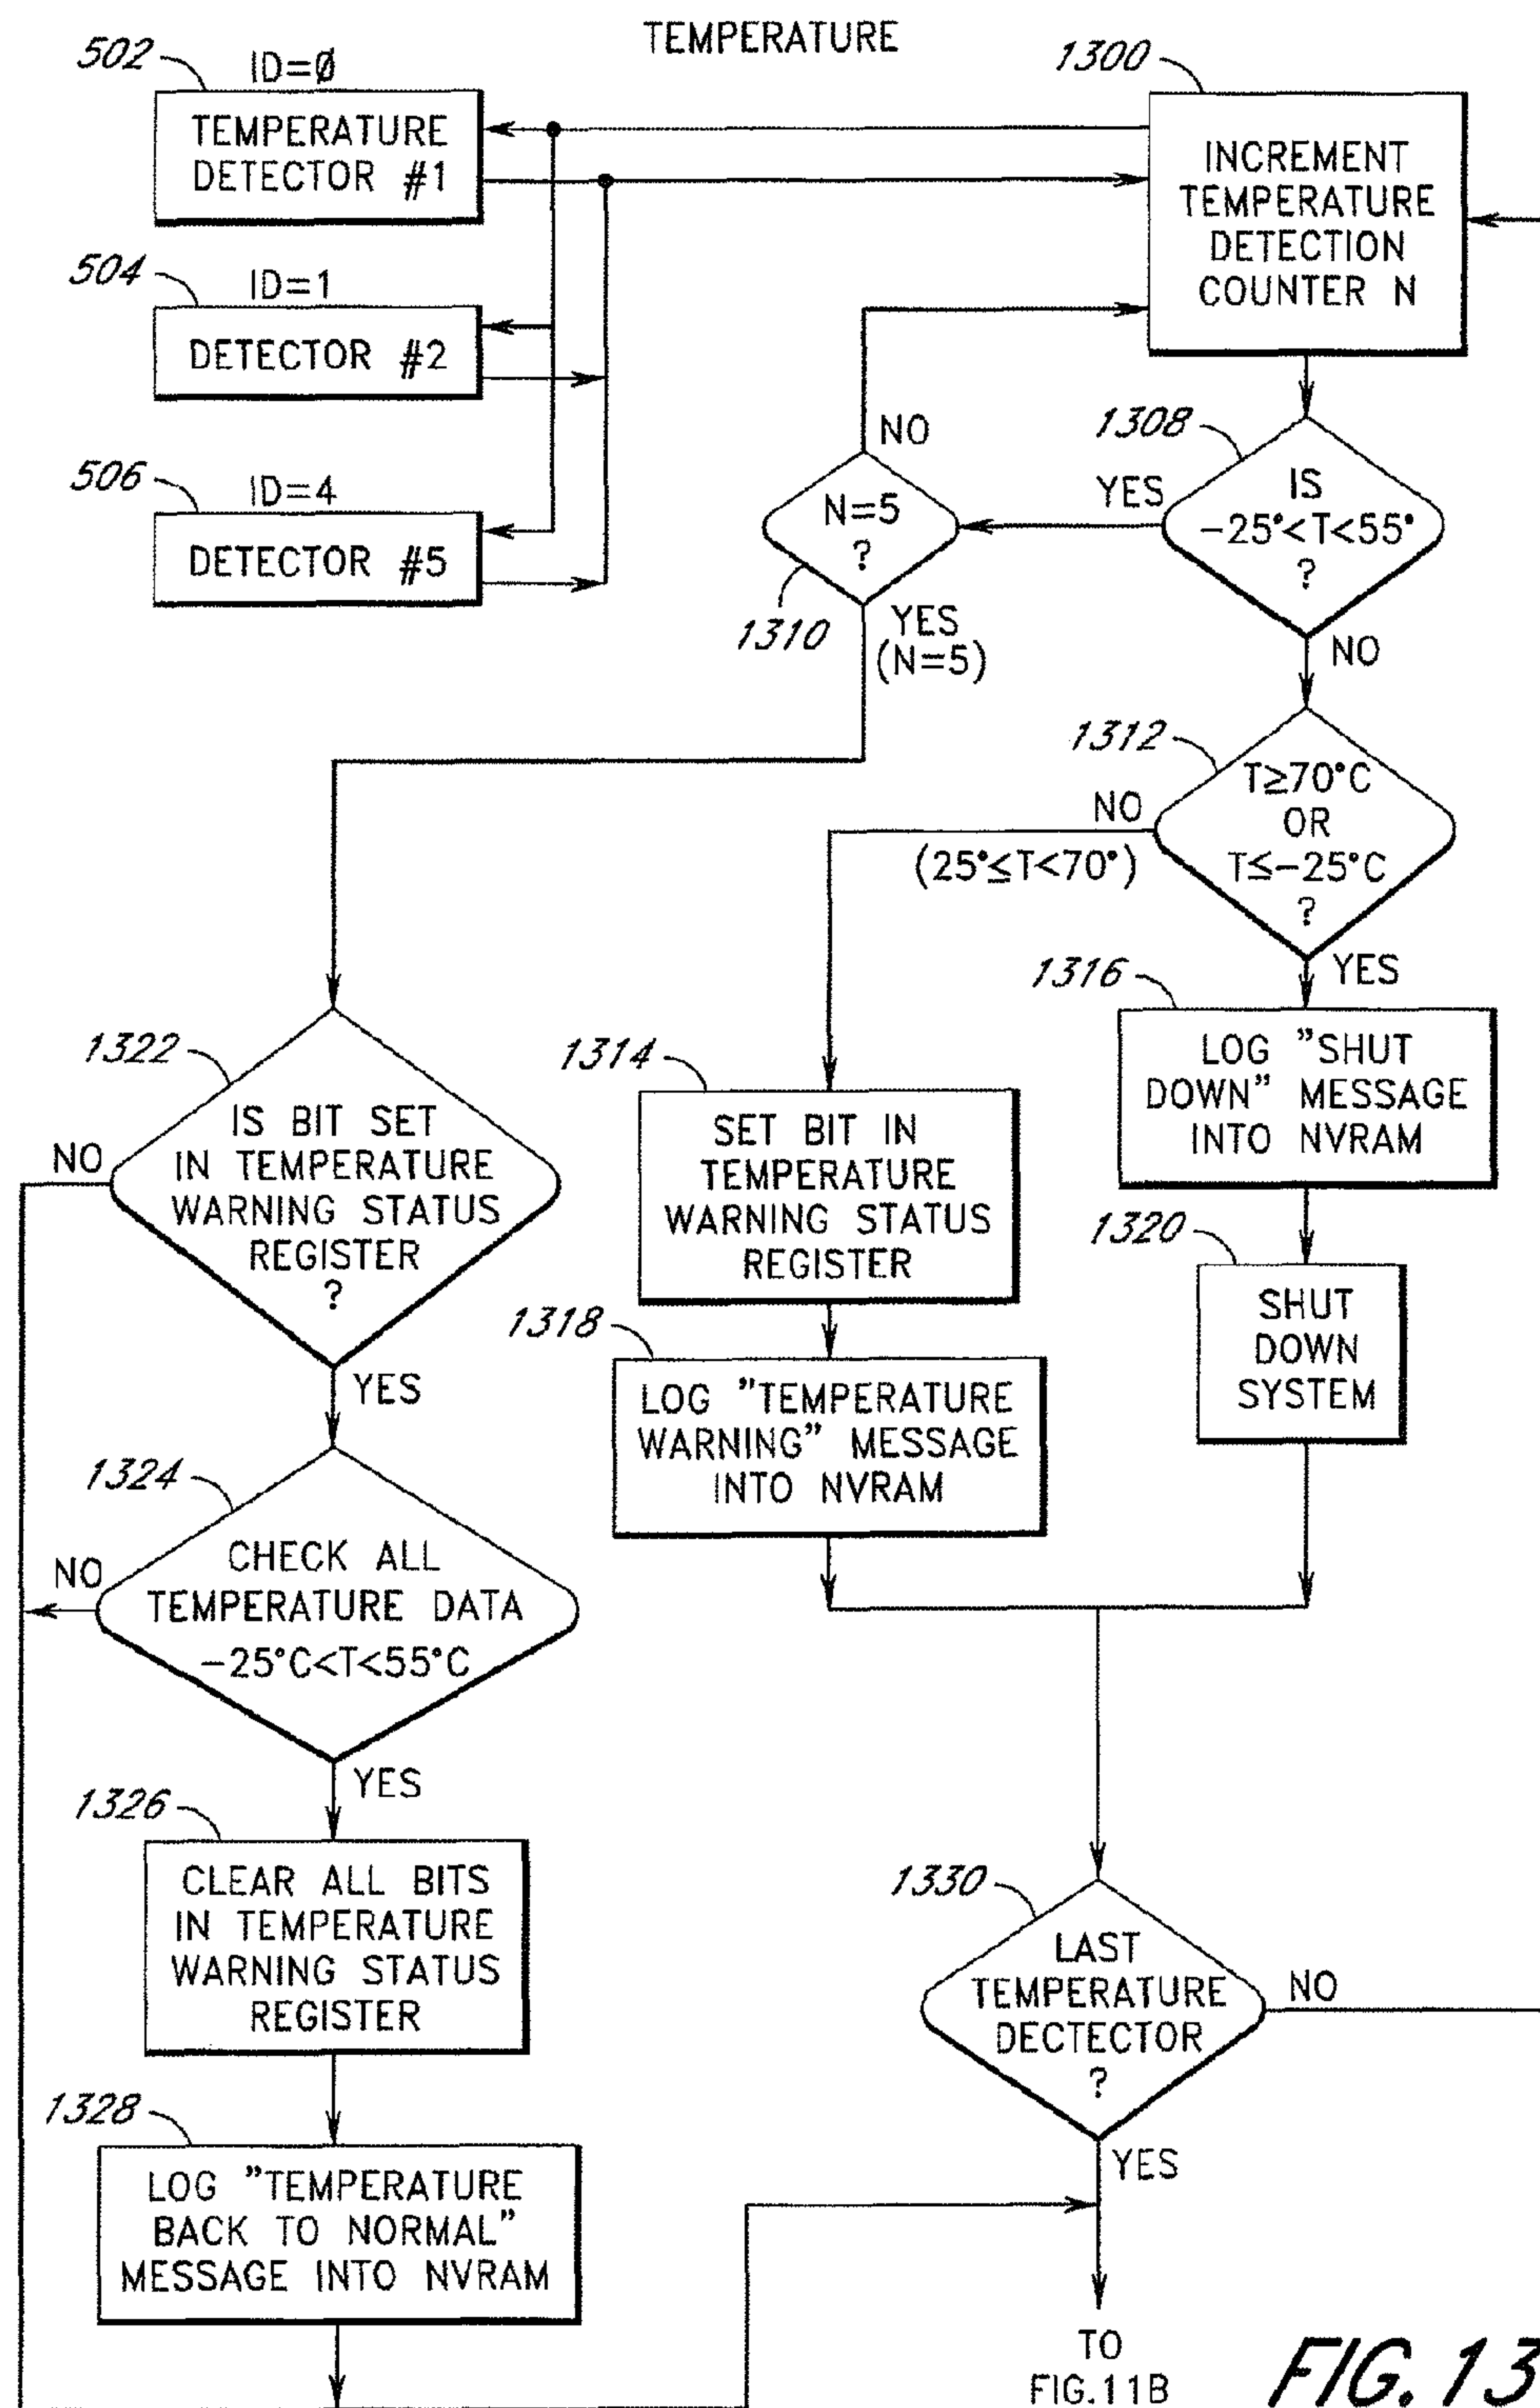 TEMPERATURE
502
ID=Ø
TEMPERATURE
DETECTOR #1
504
ID=1
DETECTOR #2
506
ID=4
DETECTOR #5
1300
INCREMENT
TEMPERATURE
DETECTION
COUNTER N
1308
IS
-25°<T<55°
?
YES
NO
1310
N=5
?
NO
YES
(N=5)
1312
T≥70°C
OR
T≤-25°C
?
NO
(25°≤T<70°)
YES
1316
LOG "SHUT
DOWN" MESSAGE
INTO NVRAM
1320
SHUT
DOWN
SYSTEM
1314
SET BIT IN
TEMPERATURE
WARNING STATUS
REGISTER
1318
LOG "TEMPERATURE
WARNING" MESSAGE
INTO NVRAM
1322
IS BIT SET
IN TEMPERATURE
WARNING STATUS
REGISTER
?
NO
YES
1324
CHECK ALL
TEMPERATURE DATA
-25°C<T<55°C
NO
YES
1326
CLEAR ALL BITS
IN TEMPERATURE
WARNING STATUS
REGISTER
1328
LOG "TEMPERATURE
BACK TO NORMAL"
MESSAGE INTO NVRAM
1330
LAST
TEMPERATURE
DECTECTOR
?
NO
YES
TO
FIG.11B
FIG. 13